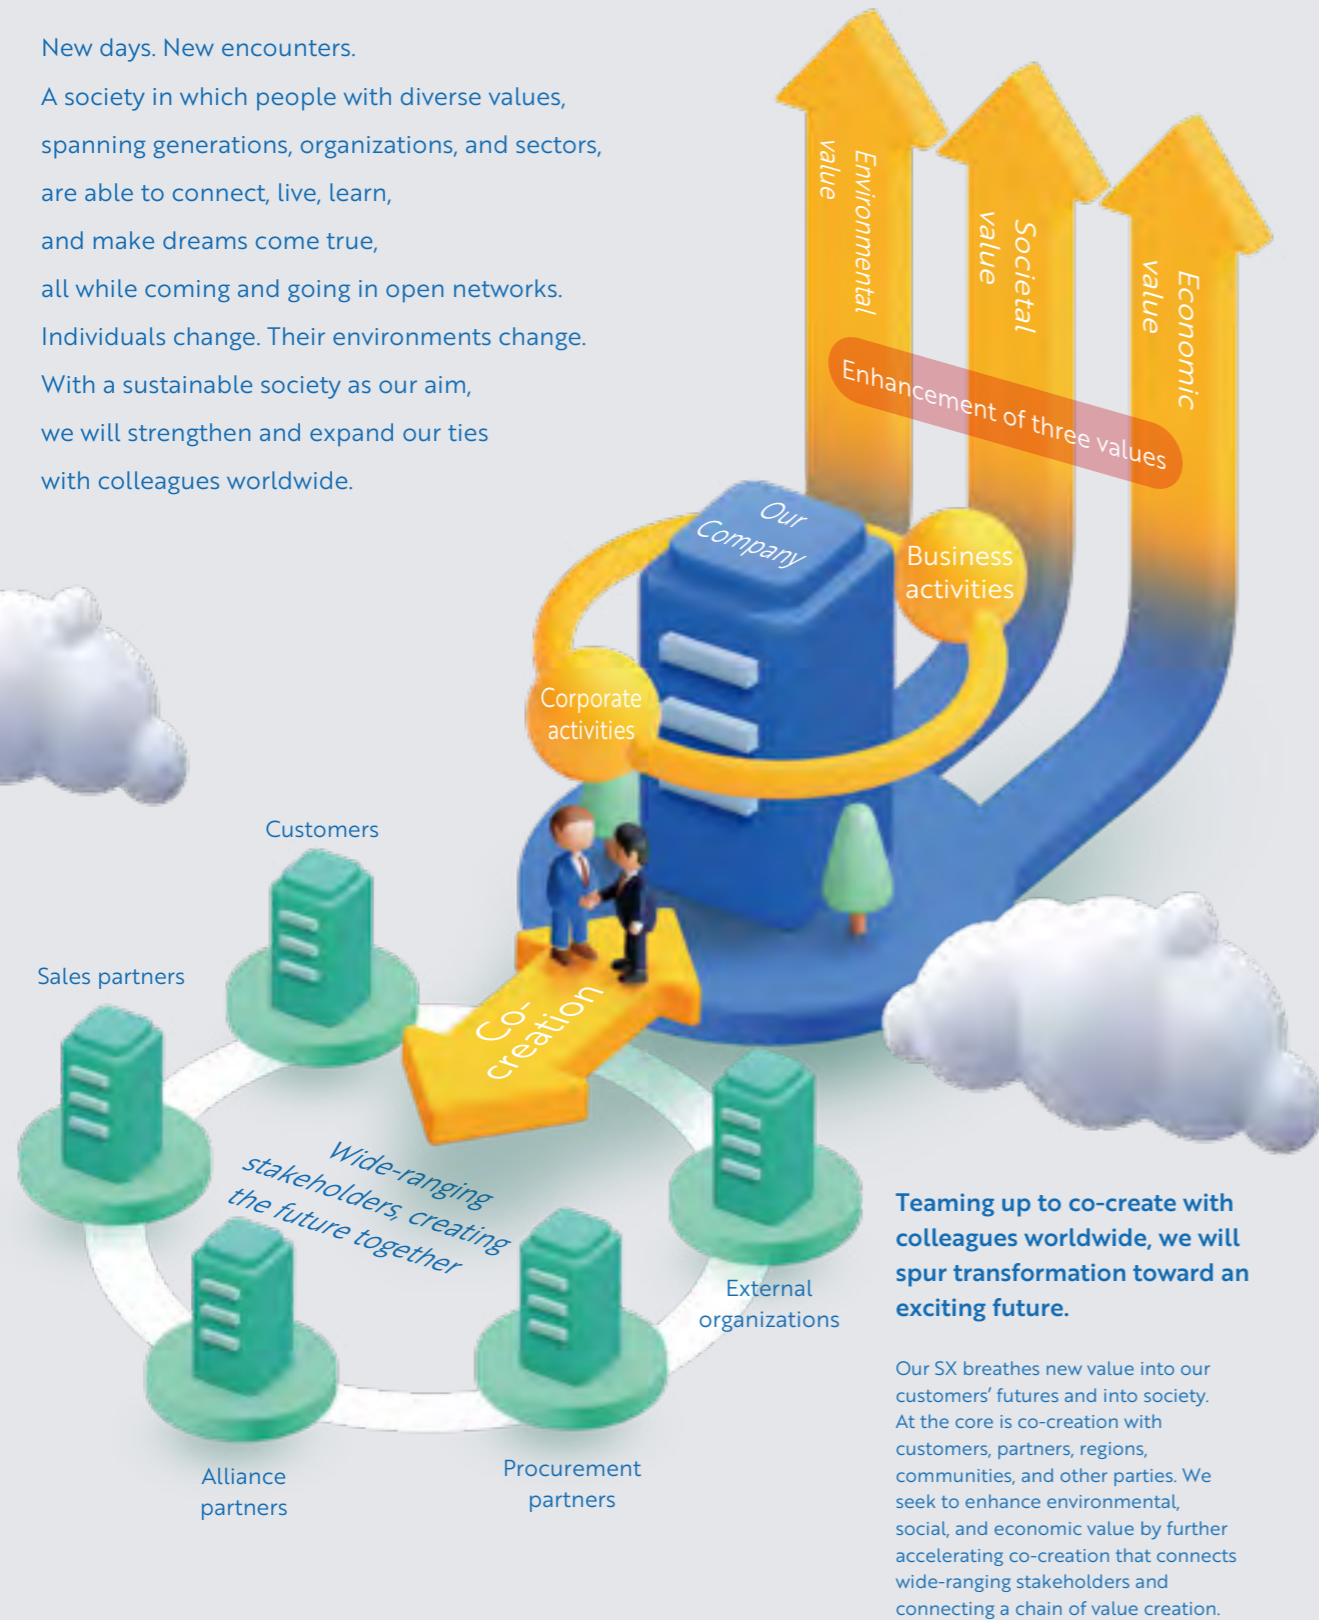 New days. New encounters.
A society in which people with diverse values,
spanning generations, organizations, and sectors,
are able to connect, live, learn,
and make dreams come true,
all while coming and going in open networks.
Individuals change. Their environments change.
With a sustainable society as our aim,
we will strengthen and expand our ties
with colleagues worldwide.
Environmental
value
Societal
value
Economic
value
Enhancement of three values
Our
Company
Business
activities
Corporate
activities
Customers
Sales partners
Co-
creation
Wide-ranging
stakeholders, creating
the future together
External
organizations
Alliance
partners
Procurement
partners
Teaming up to co-create with
colleagues worldwide, we will
spur transformation toward an
exciting future.
Our SX breathes new value into our
customers’ futures and into society.
At the core is co-creation with
customers, partners, regions,
communities, and other parties. We
seek to enhance environmental,
social, and economic value by further
accelerating co-creation that connects
wide-ranging stakeholders and
connecting a chain of value creation.